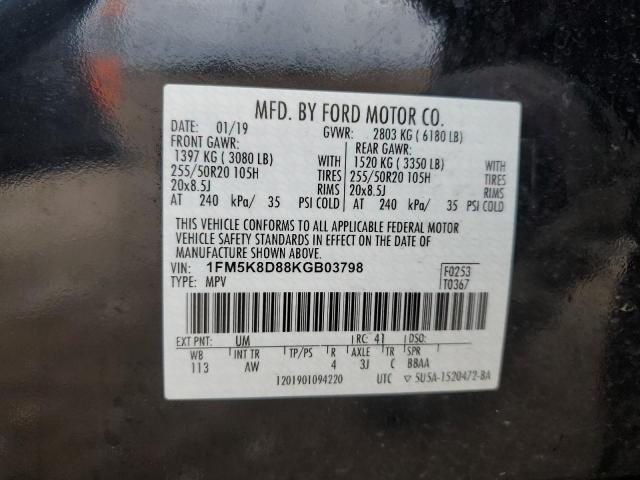 MFD. BY FORD MOTOR CO.
DATE: 01/19 GVWR: 2803 KG ( 6180 LB)
FRONT GAWR: REAR GAWR:
1397 KG ( 3080 LB) WITH 1520 KG ( 3350 LB) WITH
255/50R20 105H TIRES 255/50R20 105H TIRES
20x8.5J RIMS 20x8.5J RIMS
AT 240 kPa/ 35 PSI COLD AT 240 kPa/ 35 PSI COLD
THIS VEHICLE CONFORMS TO ALL APPLICABLE FEDERAL MOTOR
VEHICLE SAFETY STANDARDS IN EFFECT ON THE DATE OF
MANUFACTURE SHOWN ABOVE.
VIN: 1FM5K8D88KGB03798 F0253
TYPE: MPV T0367
EXT PNT: UM RC: 41 DSO:
WB INT TR TP/PS R AXLE TR SPR
113 AW 4 3J C BBAA
1201901094220 UTC ▽ 5U5A-1520472-BA